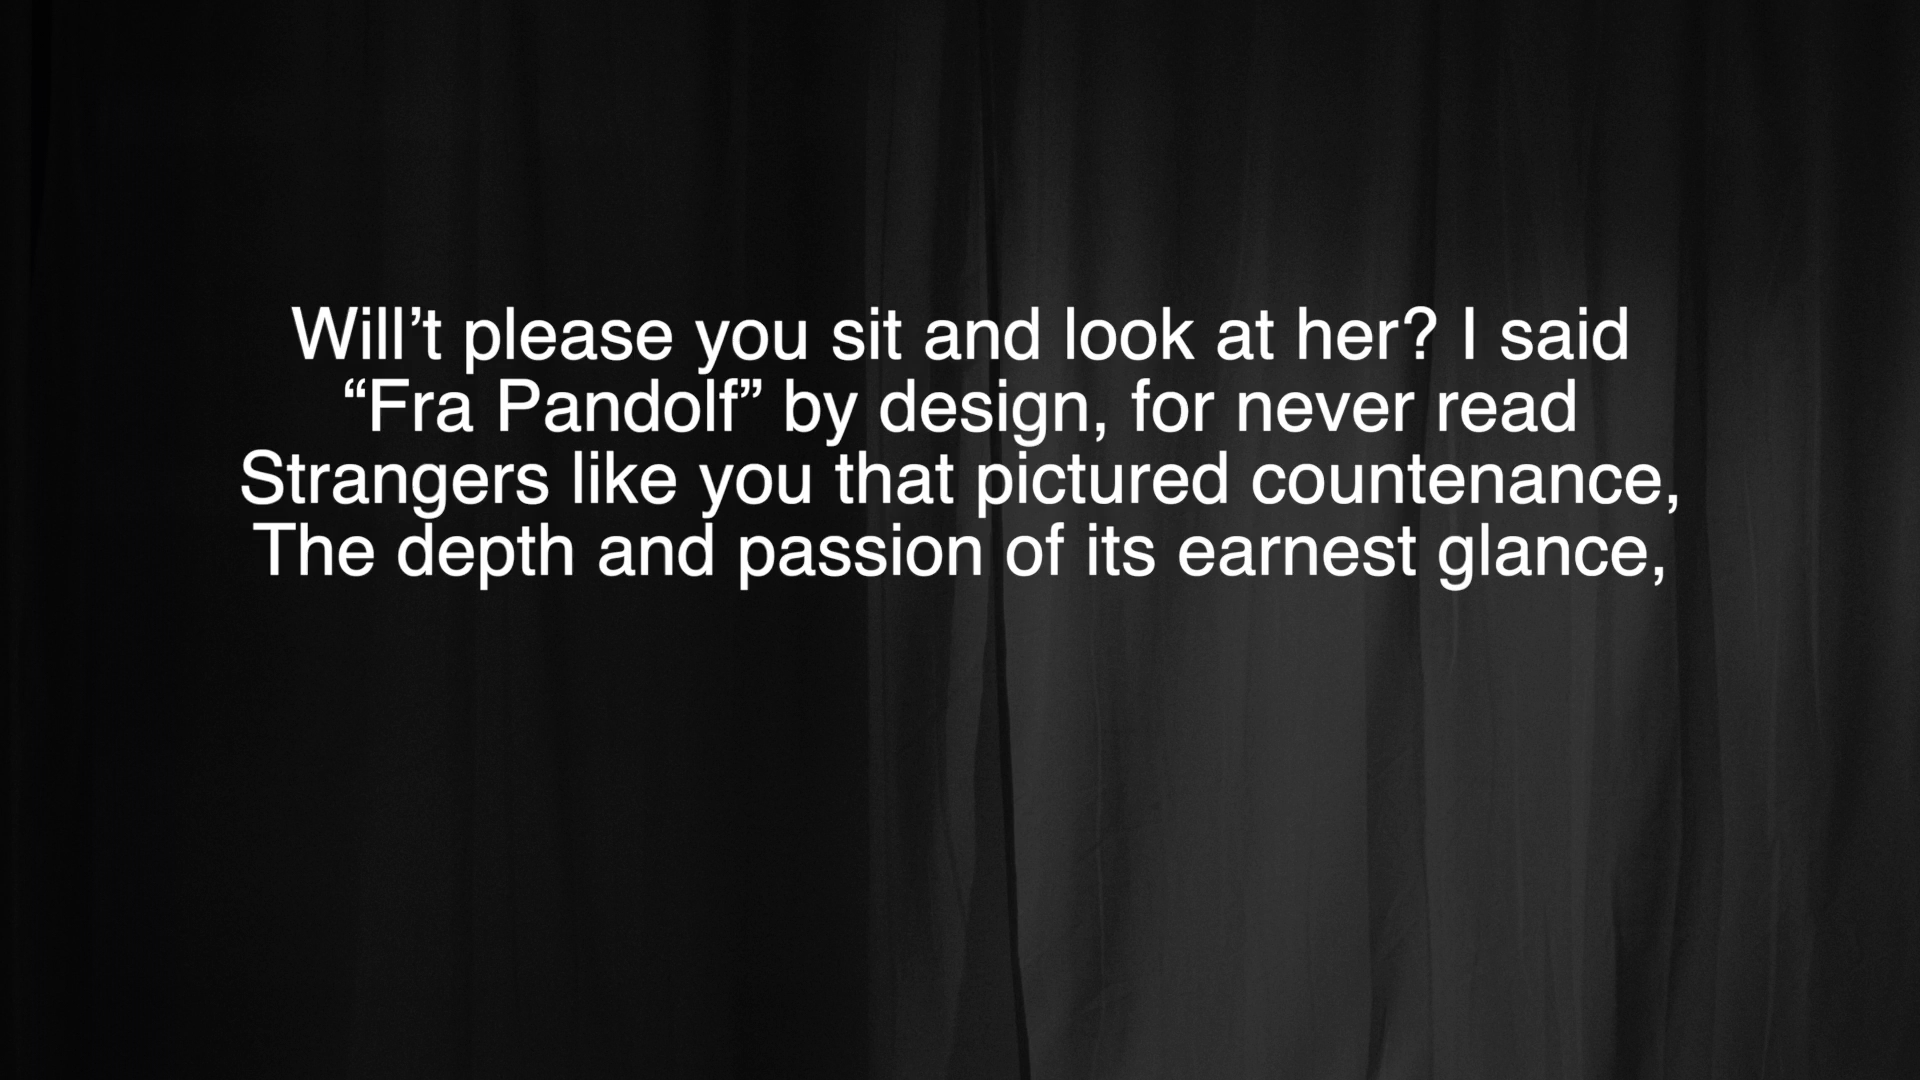 Will’t please you sit and look at her? I said
“Fra Pandolf” by design, for never read
Strangers like you that pictured countenance,
The depth and passion of its earnest glance,